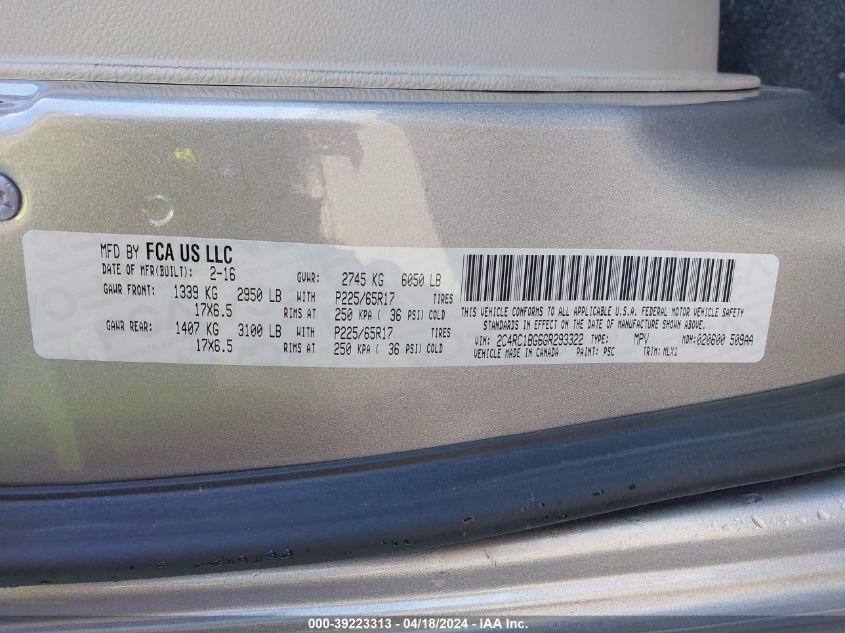 MFD BY FCA US LLC
DATE OF MFR(BUILT): 2-16 GVWR: 2745 KG 6050 LB
GAWR FRONT: 1339 KG 2950 LB WITH P225/65R17 TIRES
17X6.5 RIMS AT 250 KPA ( 36 PSI) COLD
GAWR REAR: 1407 KG 3100 LB WITH P225/65R17 TIRES
17X6.5 RIMS AT 250 KPA ( 36 PSI) COLD
THIS VEHICLE CONFORMS TO ALL APPLICABLE U.S.A. FEDERAL MOTOR VEHICLE SAFETY
STANDARDS IN EFFECT ON THE DATE OF MANUFACTURE SHOWN ABOVE.
VIN: 2C4RC1BG6GR293322 TYPE: MPV MDH:020600 509AA
VEHICLE MADE IN CANADA PAINT: PSC TRIM: MLX1
000-39223313 - 04/18/2024 - IAA Inc.